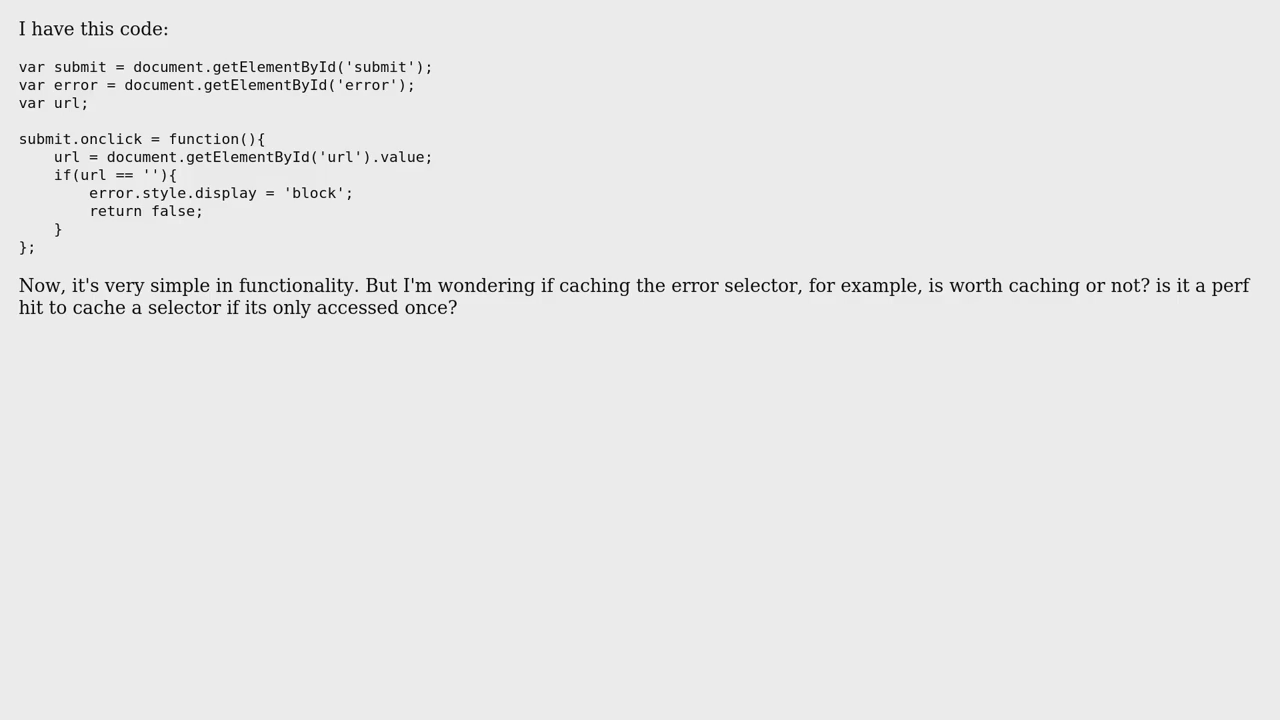 I have this code:
var submit = document.getElementById('submit');
var error = document.getElementById('error');
var url;
submit.onclick = function(){
    url = document.getElementById('url').value;
    if(url == ''){
        error.style.display = 'block';
        return false;
    }
};
Now, it's very simple in functionality. But I'm wondering if caching the error selector, for example, is worth caching or not? is it a perf
hit to cache a selector if its only accessed once?